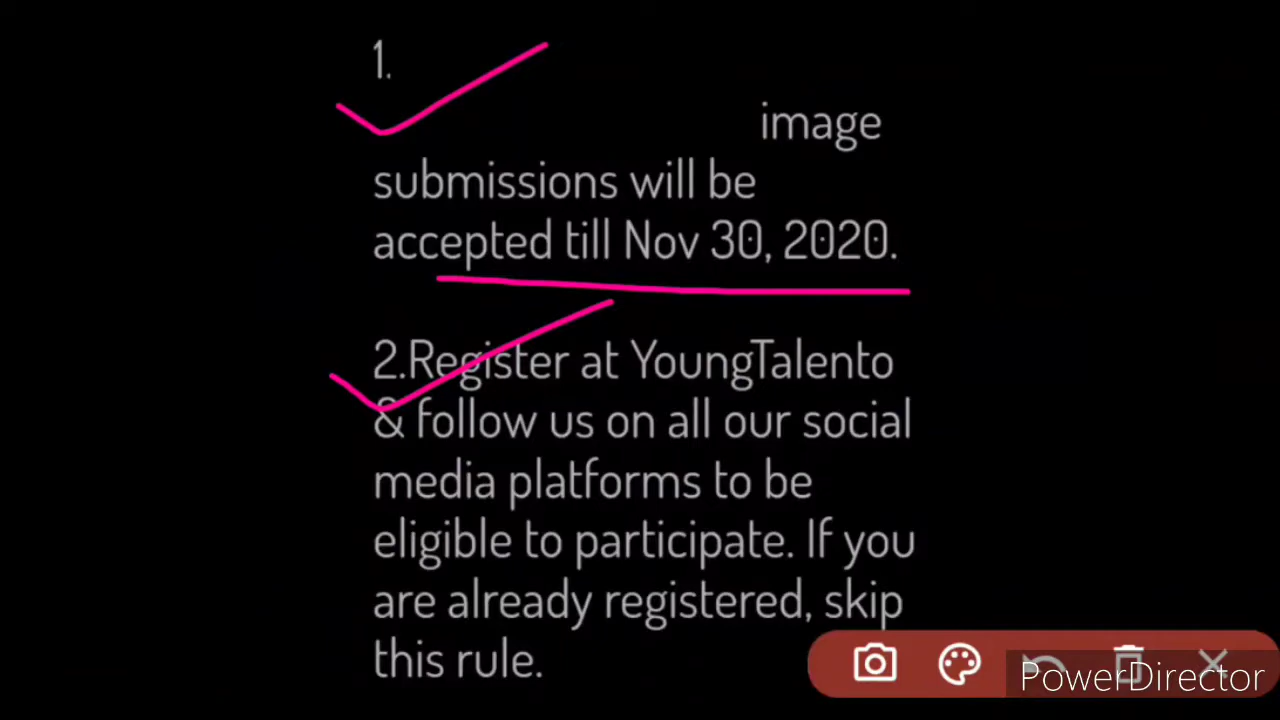 1.
image
submissions will be
accepted till Nov 30, 2020.
2.Register at YoungTalento
& follow us on all our social
media platforms to be
eligible to participate. If you
are already registered, skip
this rule.
PowerDirector